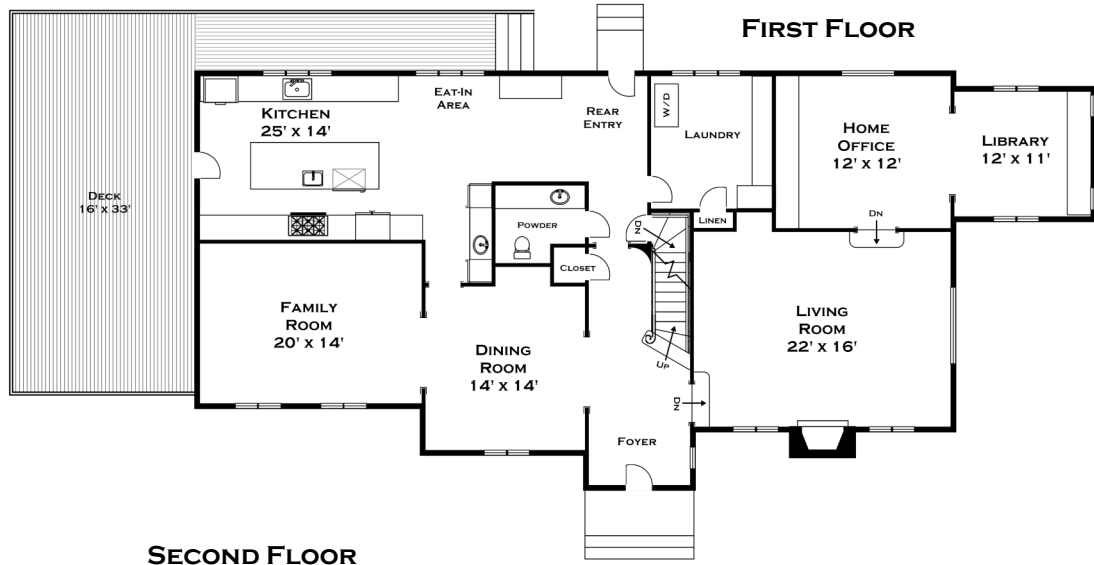 First Floor
Eat-In
Area
Kitchen
25' x 14'
Rear
Entry
W/D
Laundry
Home
Office
12' x 12'
Library
12' x 11'
Deck
16' x 33'
Powder
Dn
Linen
Dn
Closet
Family
Room
20' x 14'
Living
Room
22' x 16'
Dining
Room
14' x 14'
Up
Dn
Foyer
Second Floor